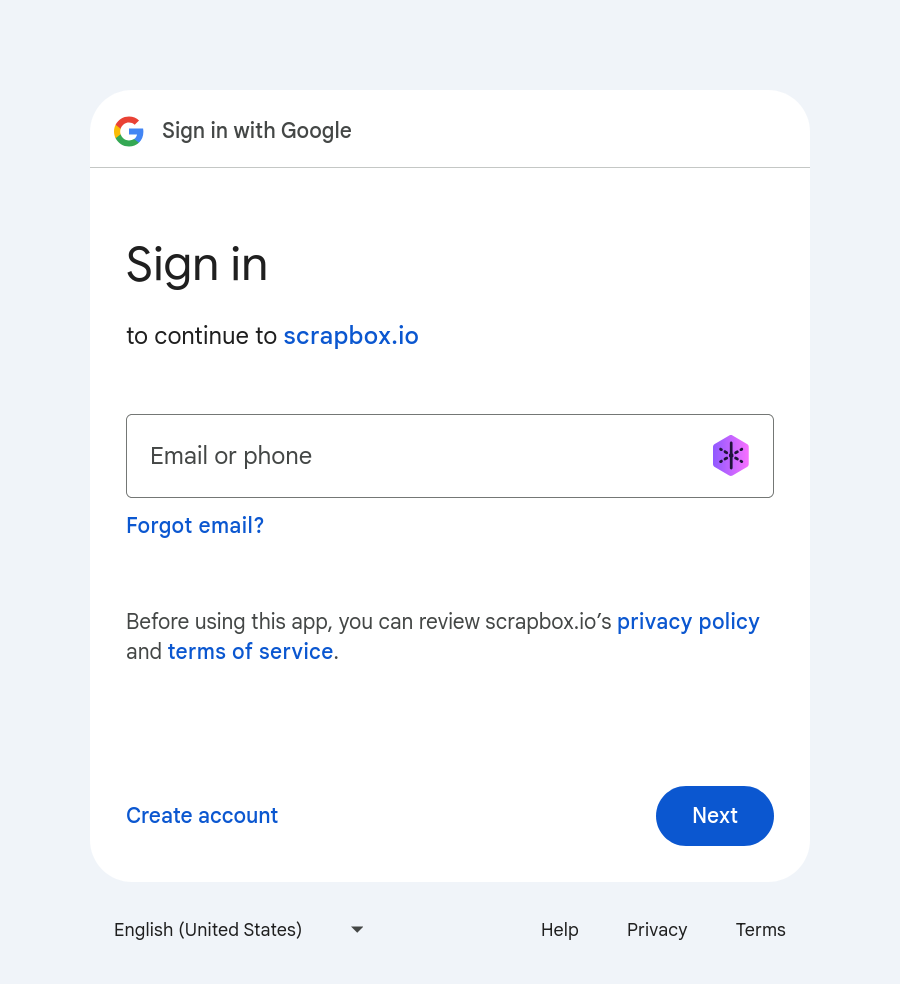 Sign in with Google
Sign in
to continue to scrapbox.io
Email or phone
Forgot email?
Before using this app, you can review scrapbox.io’s privacy policy
and terms of service.
Create account
Next
English (United States)
Help
Privacy
Terms